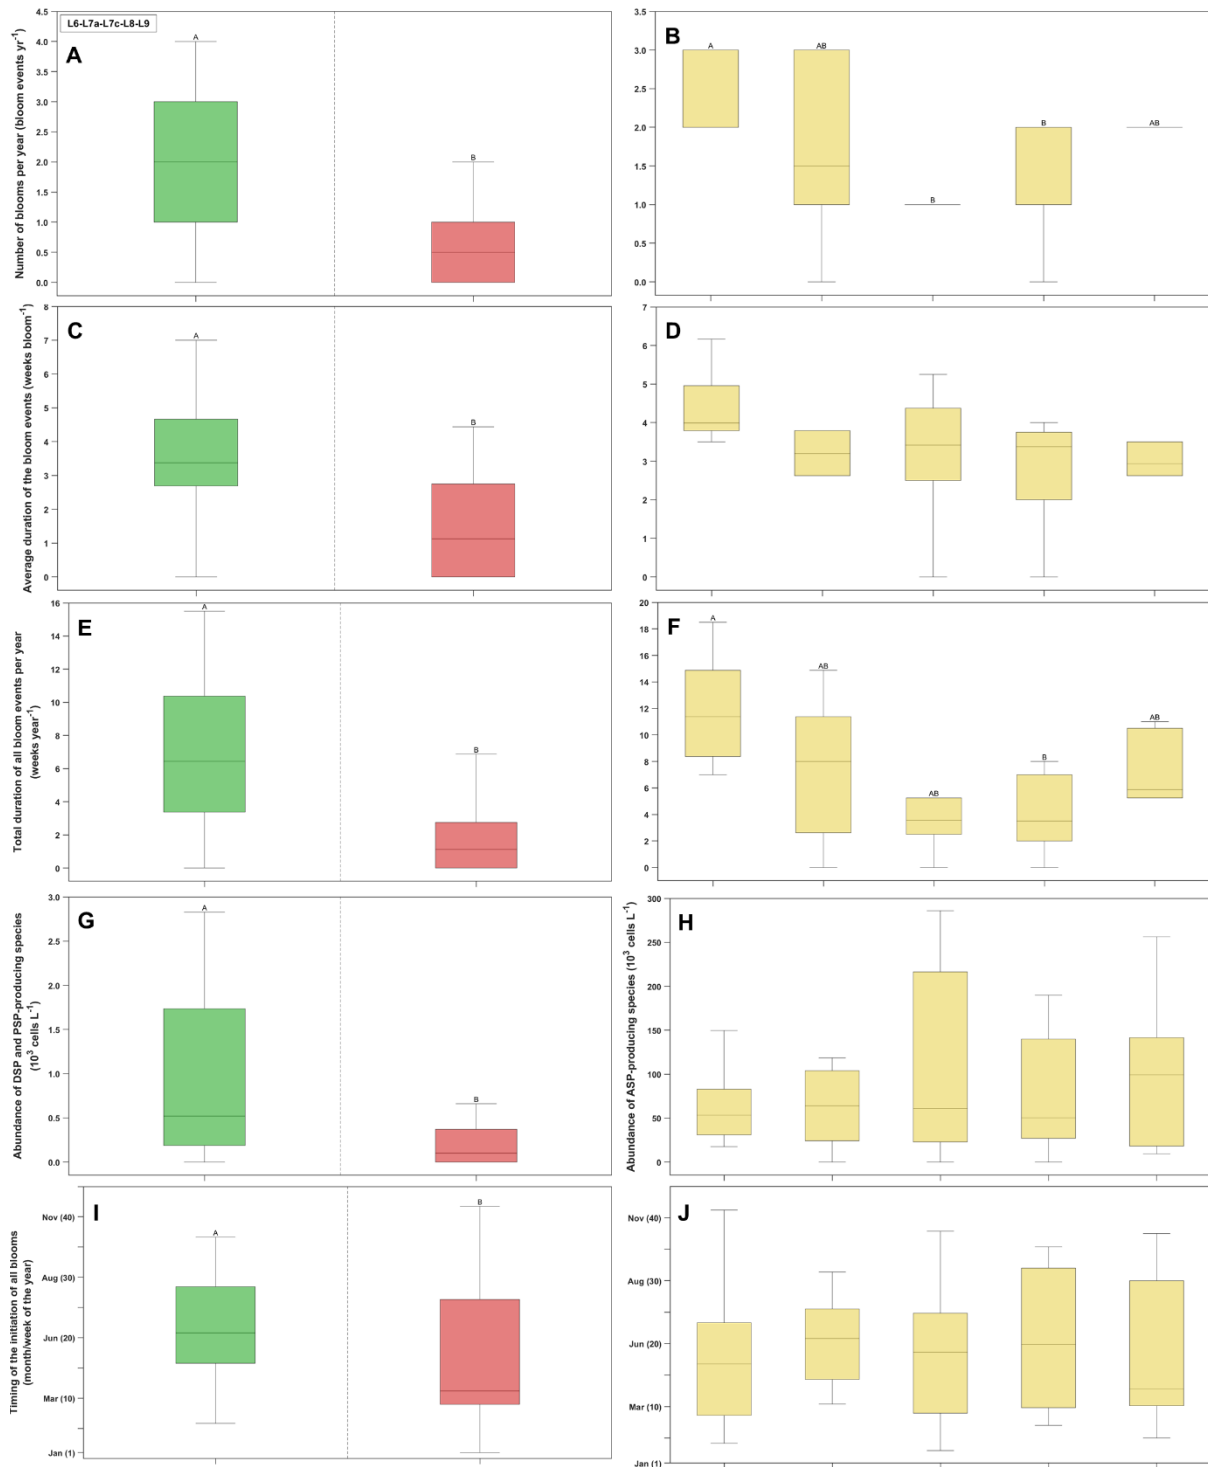 L6-L7a-L7c-L8-L9
A
Number of blooms per year (bloom events yr-1)
4.5
4.0
3.5
3.0
2.5
2.0
1.5
1.0
0.5
0.0
A
B
B
3.5
3.0
2.5
2.0
1.5
1.0
0.5
0.0
A
AB
B
B
AB
C
Average duration of the bloom events (weeks bloom-1)
8
7
6
5
4
3
2
1
0
A
B
D
7
6
5
4
3
2
1
0
E
Total duration of all bloom events per year
(weeks year-1)
16
14
12
10
8
6
4
2
0
A
B
F
20
18
16
14
12
10
8
6
4
2
0
A
AB
AB
B
AB
G
Abundance of DSP and PSP-producing species
(10³ cells L-1)
3.0
2.5
2.0
1.5
1.0
0.5
0.0
A
B
H
Abundance of ASP-producing species (10³ cells L-1)
300
250
200
150
100
50
0
I
Timing of the initiation of all blooms
(month/week of the year)
Nov (40)
Aug (30)
Jun (20)
Mar (10)
Jan (1)
A
B
J
Nov (40)
Aug (30)
Jun (20)
Mar (10)
Jan (1)